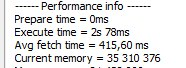 ------ Performance info ------
Prepare time = 0ms
Execute time = 2s 78ms
Avg fetch time = 415,60 ms
Current memory = 35 310 376